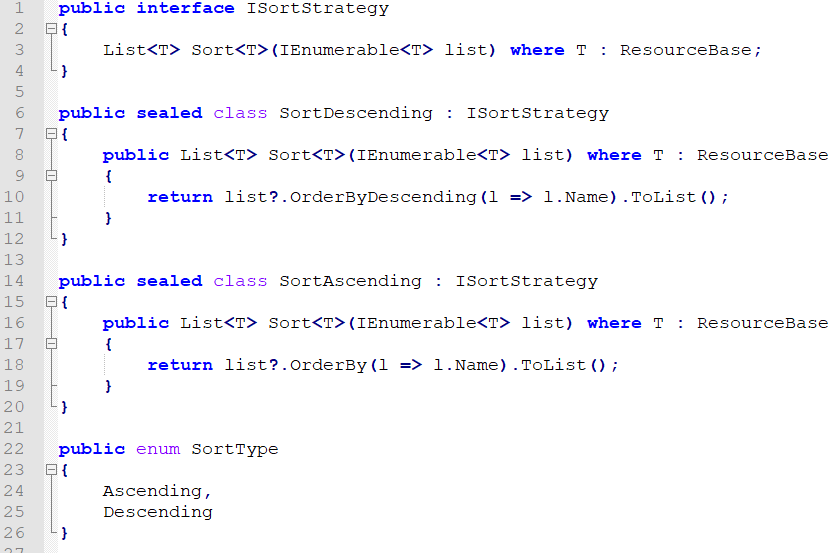 1 public interface ISortStrategy
2 {
3 List<T> Sort<T>(IEnumerable<T> list) where T : ResourceBase;
4 }
5
6 public sealed class SortDescending : ISortStrategy
7 {
8 public List<T> Sort<T>(IEnumerable<T> list) where T : ResourceBase
9 {
10 return list?.OrderByDescending(l => l.Name).ToList();
11 }
12 }
13
14 public sealed class SortAscending : ISortStrategy
15 {
16 public List<T> Sort<T>(IEnumerable<T> list) where T : ResourceBase
17 {
18 return list?.OrderBy(l => l.Name).ToList();
19 }
20 }
21
22 public enum SortType
23 {
24 Ascending,
25 Descending
26 }
27